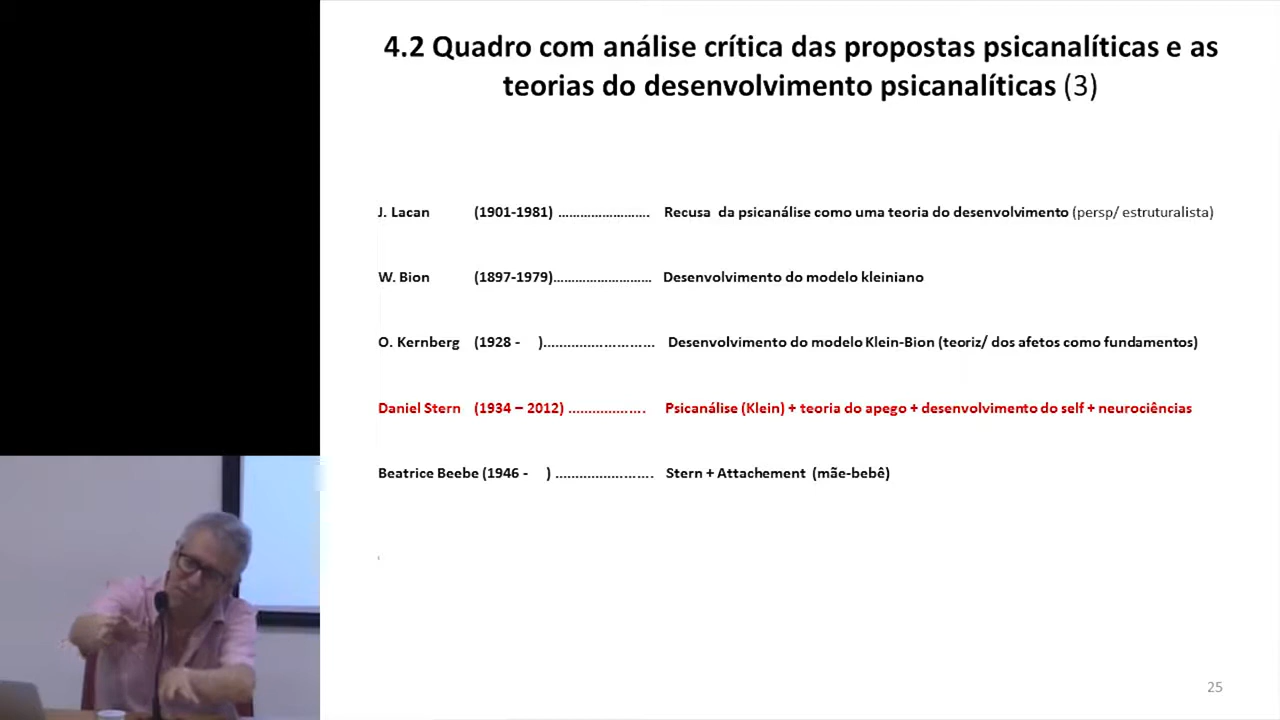 4.2 Quadro com análise crítica das propostas psicanalíticas e as
teorias do desenvolvimento psicanalíticas (3)
J. Lacan (1901-1981) ........................ Recusa da psicanálise como uma teoria do desenvolvimento (persp/ estruturalista)
W. Bion (1897-1979).......................... Desenvolvimento do modelo kleiniano
O. Kernberg (1928 - )........................... Desenvolvimento do modelo Klein-Bion (teoriz/ dos afetos como fundamentos)
Daniel Stern (1934 – 2012) ................... Psicanálise (Klein) + teoria do apego + desenvolvimento do self + neurociências
Beatrice Beebe (1946 - ) ........................ Stern + Attachement (mãe-bebê)
25